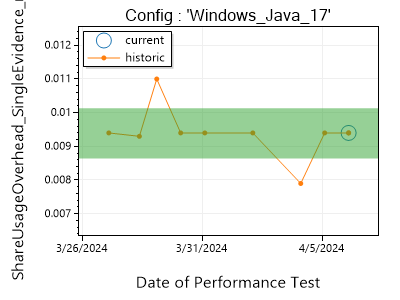 Config : 'Windows_Java_17'
current
historic
ShareUsageOverhead_SingleEvidence_
0.012
0.011
0.01
0.009
0.008
0.007
3/26/2024
3/31/2024
4/5/2024
Date of Performance Test